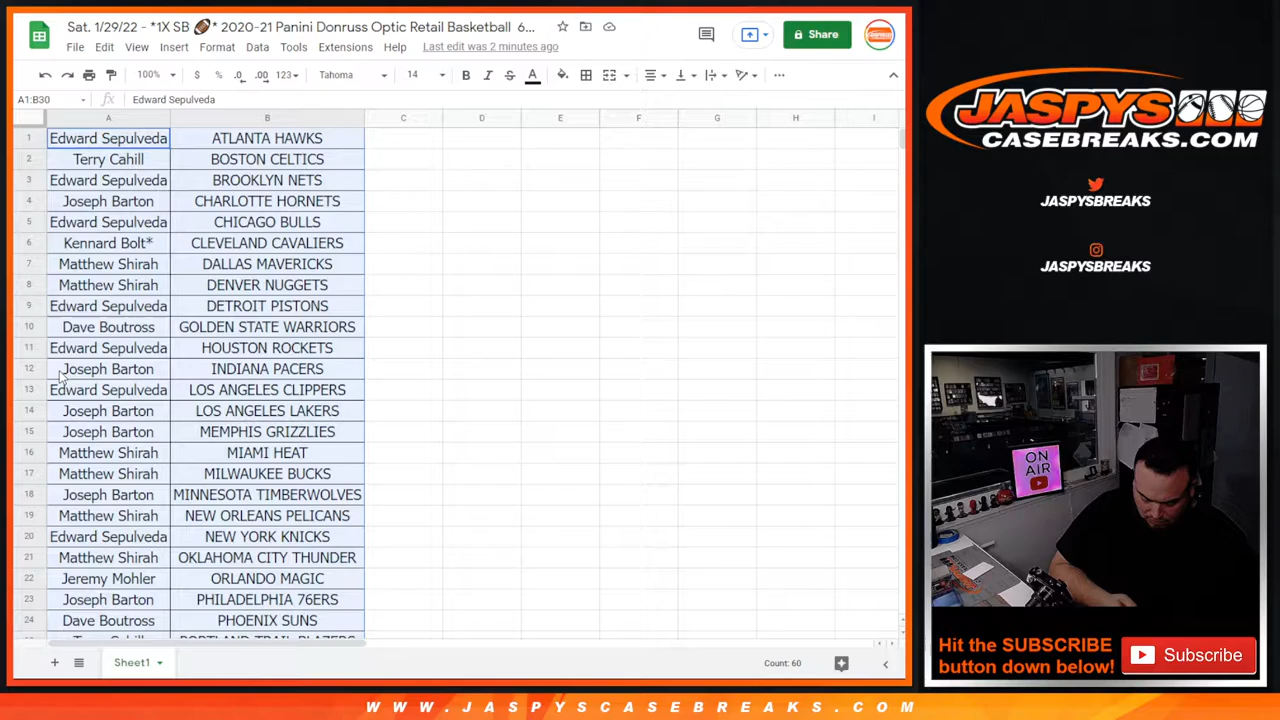 Sat. 1/29/22 - *1X SB 🏈* 2020-21 Panini Donruss Optic Retail Basketball 6...
File Edit View Insert Format Data Tools Extensions Help Last edit was 2 minutes ago
Share
100% $ % .0 .00 123 Tahoma 14 B I S A
A1:B30 fx Edward Sepulveda
A B C D E F G H I
1 Edward Sepulveda ATLANTA HAWKS
2 Terry Cahill BOSTON CELTICS
3 Edward Sepulveda BROOKLYN NETS
4 Joseph Barton CHARLOTTE HORNETS
5 Edward Sepulveda CHICAGO BULLS
6 Kennard Bolt* CLEVELAND CAVALIERS
7 Matthew Shirah DALLAS MAVERICKS
8 Matthew Shirah DENVER NUGGETS
9 Edward Sepulveda DETROIT PISTONS
10 Dave Boutross GOLDEN STATE WARRIORS
11 Edward Sepulveda HOUSTON ROCKETS
12 Joseph Barton INDIANA PACERS
13 Edward Sepulveda LOS ANGELES CLIPPERS
14 Joseph Barton LOS ANGELES LAKERS
15 Joseph Barton MEMPHIS GRIZZLIES
16 Matthew Shirah MIAMI HEAT
17 Matthew Shirah MILWAUKEE BUCKS
18 Joseph Barton MINNESOTA TIMBERWOLVES
19 Matthew Shirah NEW ORLEANS PELICANS
20 Edward Sepulveda NEW YORK KNICKS
21 Matthew Shirah OKLAHOMA CITY THUNDER
22 Jeremy Mohler ORLANDO MAGIC
23 Joseph Barton PHILADELPHIA 76ERS
24 Dave Boutross PHOENIX SUNS
Terry Cahill PORTLAND TRAIL BLAZERS
Sheet1
Count: 60
JASPYS
CASEBREAKS.COM
JASPYSBREAKS
JASPYSBREAKS
ON
AIR
Hit the SUBSCRIBE
button down below!
Subscribe
WWW.JASPYSCASEBREAKS.COM